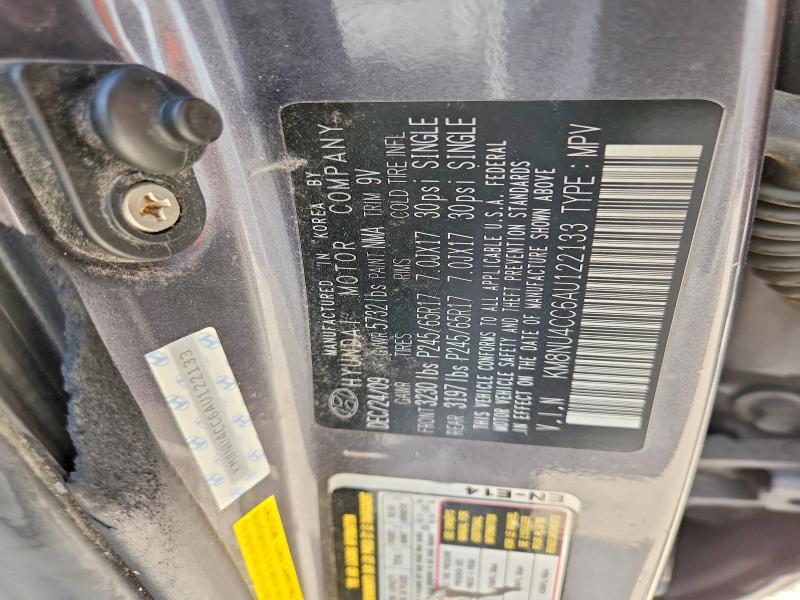 MANUFACTURED IN KOREA BY
HYUNDAI MOTOR COMPANY
DEC/24/09 GVWR 5732 lbs PAINT NMA TRIM 9V
GAWR TIRES RIMS COLD TIRE INFL
FRONT 3230 lbs P245/65R17 7.0JX17 30psi SINGLE
REAR 3197 lbs P245/65R17 7.0JX17 30psi SINGLE
THIS VEHICLE CONFORMS TO ALL APPLICABLE U.S.A. FEDERAL
MOTOR VEHICLE SAFETY AND THEFT PREVENTION STANDARDS
IN EFFECT ON THE DATE OF MANUFACTURE SHOWN ABOVE
V.I.N KM8NU4CC6AU122133 TYPE : MPV
KM8NU4CC6AU122133
EN-E14